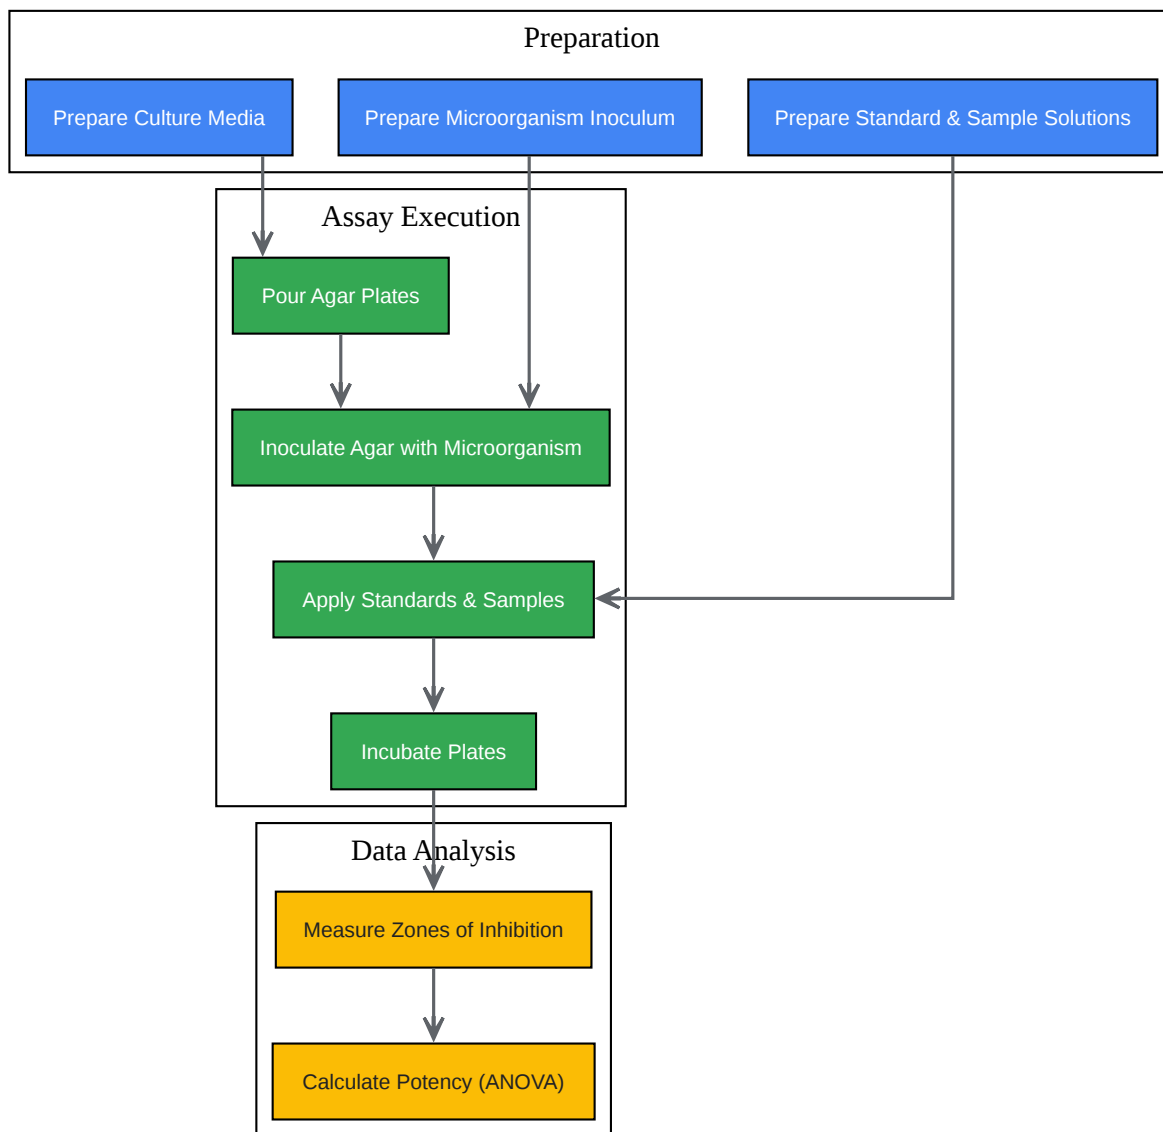 Preparation
Prepare Culture Media
Prepare Microorganism Inoculum
Prepare Standard & Sample Solutions
Assay Execution
Pour Agar Plates
Inoculate Agar with Microorganism
Apply Standards & Samples
Incubate Plates
Data Analysis
Measure Zones of Inhibition
Calculate Potency (ANOVA)